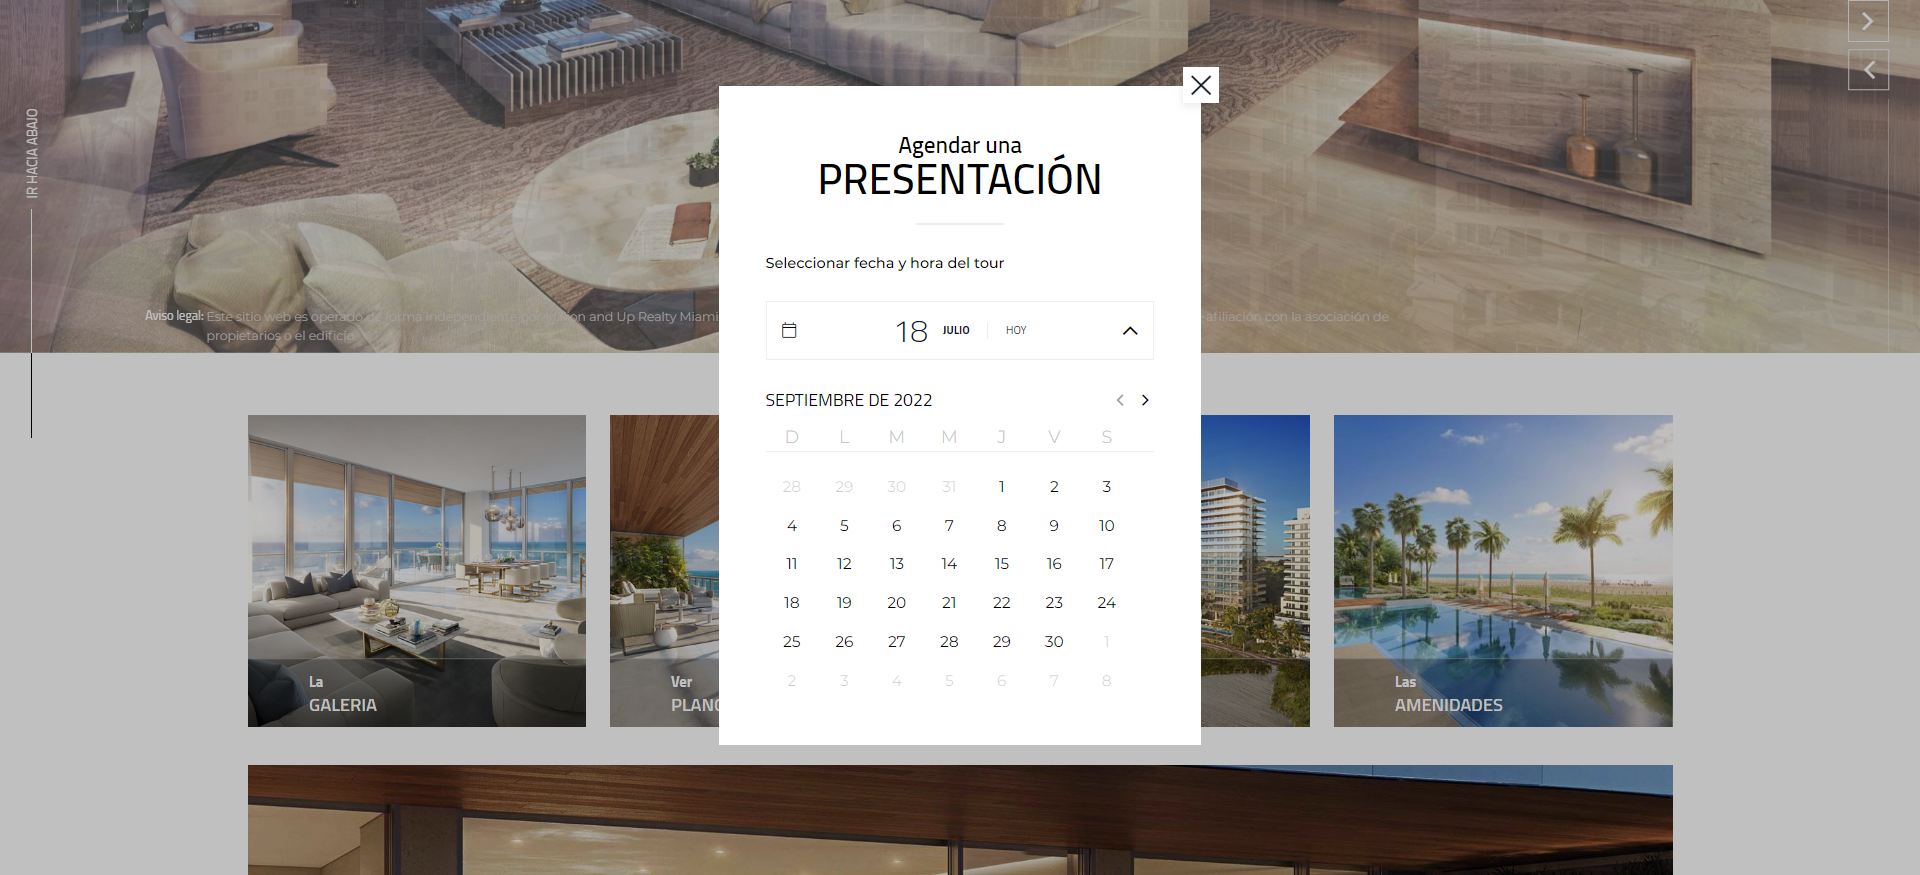 IR HACIA ABAJO
Agendar una
PRESENTACIÓN
Seleccionar fecha y hora del tour
18 JULIO HOY
SEPTIEMBRE DE 2022
D L M M J V S
28 29 30 31 1 2 3
4 5 6 7 8 9 10
11 12 13 14 15 16 17
18 19 20 21 22 23 24
25 26 27 28 29 30 1
2 3 4 5 6 7 8
Aviso legal: Este sitio web es operado de forma independiente por and Up Realty Miami
afiliación con la asociación de
propietarios o el edificio
La
GALERIA
Ver
Las
AMENIDADES